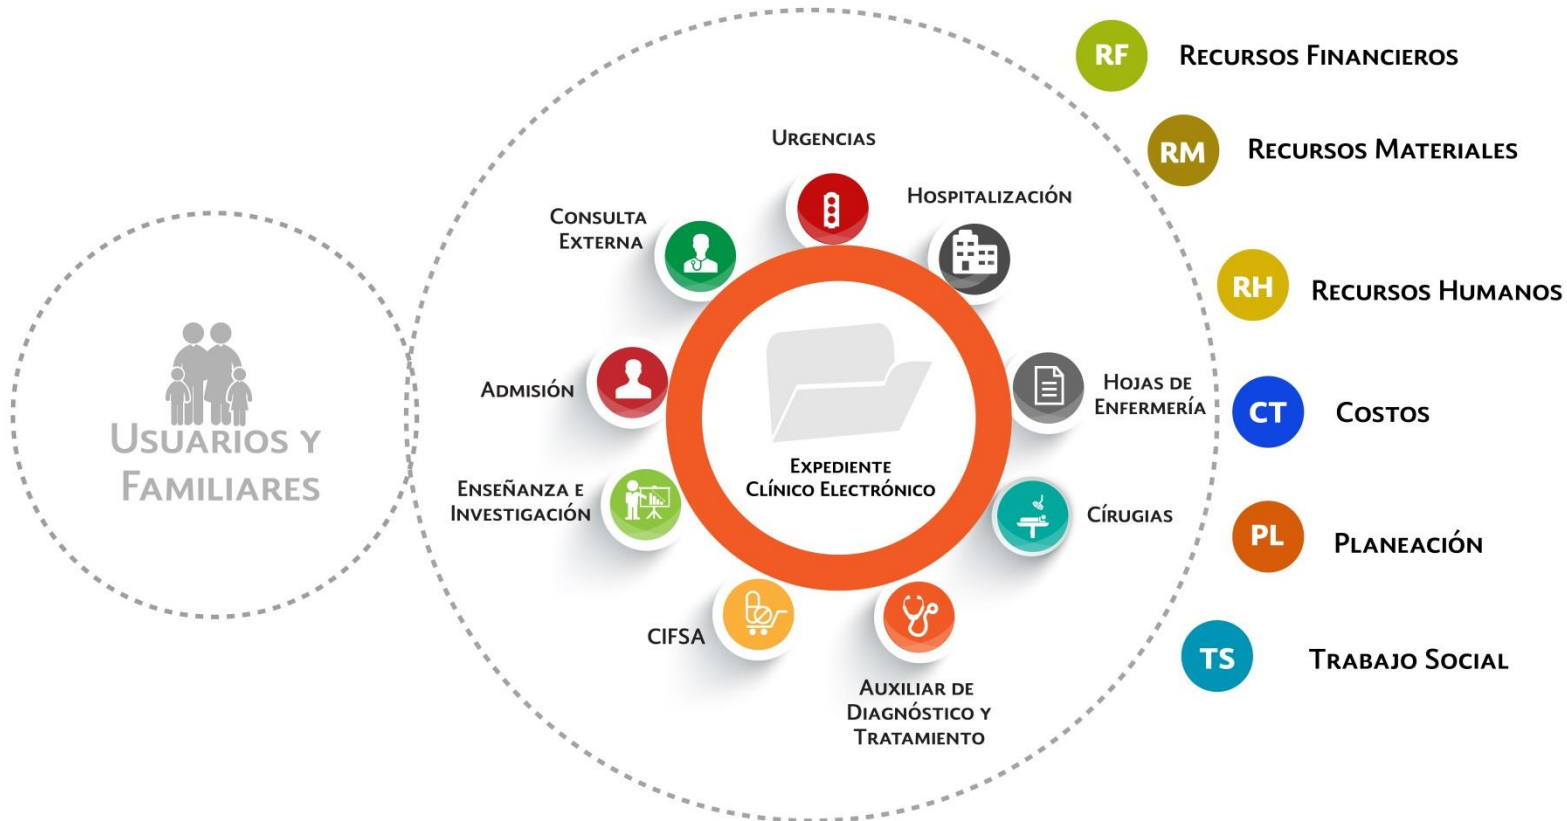 Usuarios y
Familiares
Urgencias
Hospitalización
Hojas de
Enfermería
Círugias
Auxiliar de
Diagnóstico y
Tratamiento
CIFSA
Enseñanza e
Investigación
Admisión
Consulta
Externa
Expediente
Clínico Electrónico
RF Recursos Financieros
RM Recursos Materiales
RH Recursos Humanos
CT Costos
PL Planeación
TS Trabajo Social